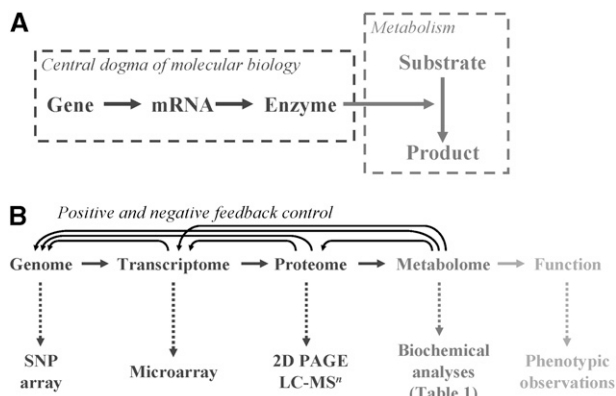 A
Metabolism
Central dogma of molecular biology
Substrate
Gene mRNA Enzyme
Product
B
Positive and negative feedback control
Genome Transcriptome Proteome Metabolome Function
SNP
array
Microarray
2D PAGE
LC-MSⁿ
Biochemical
analyses
(Table 1)
Phenotypic
observations